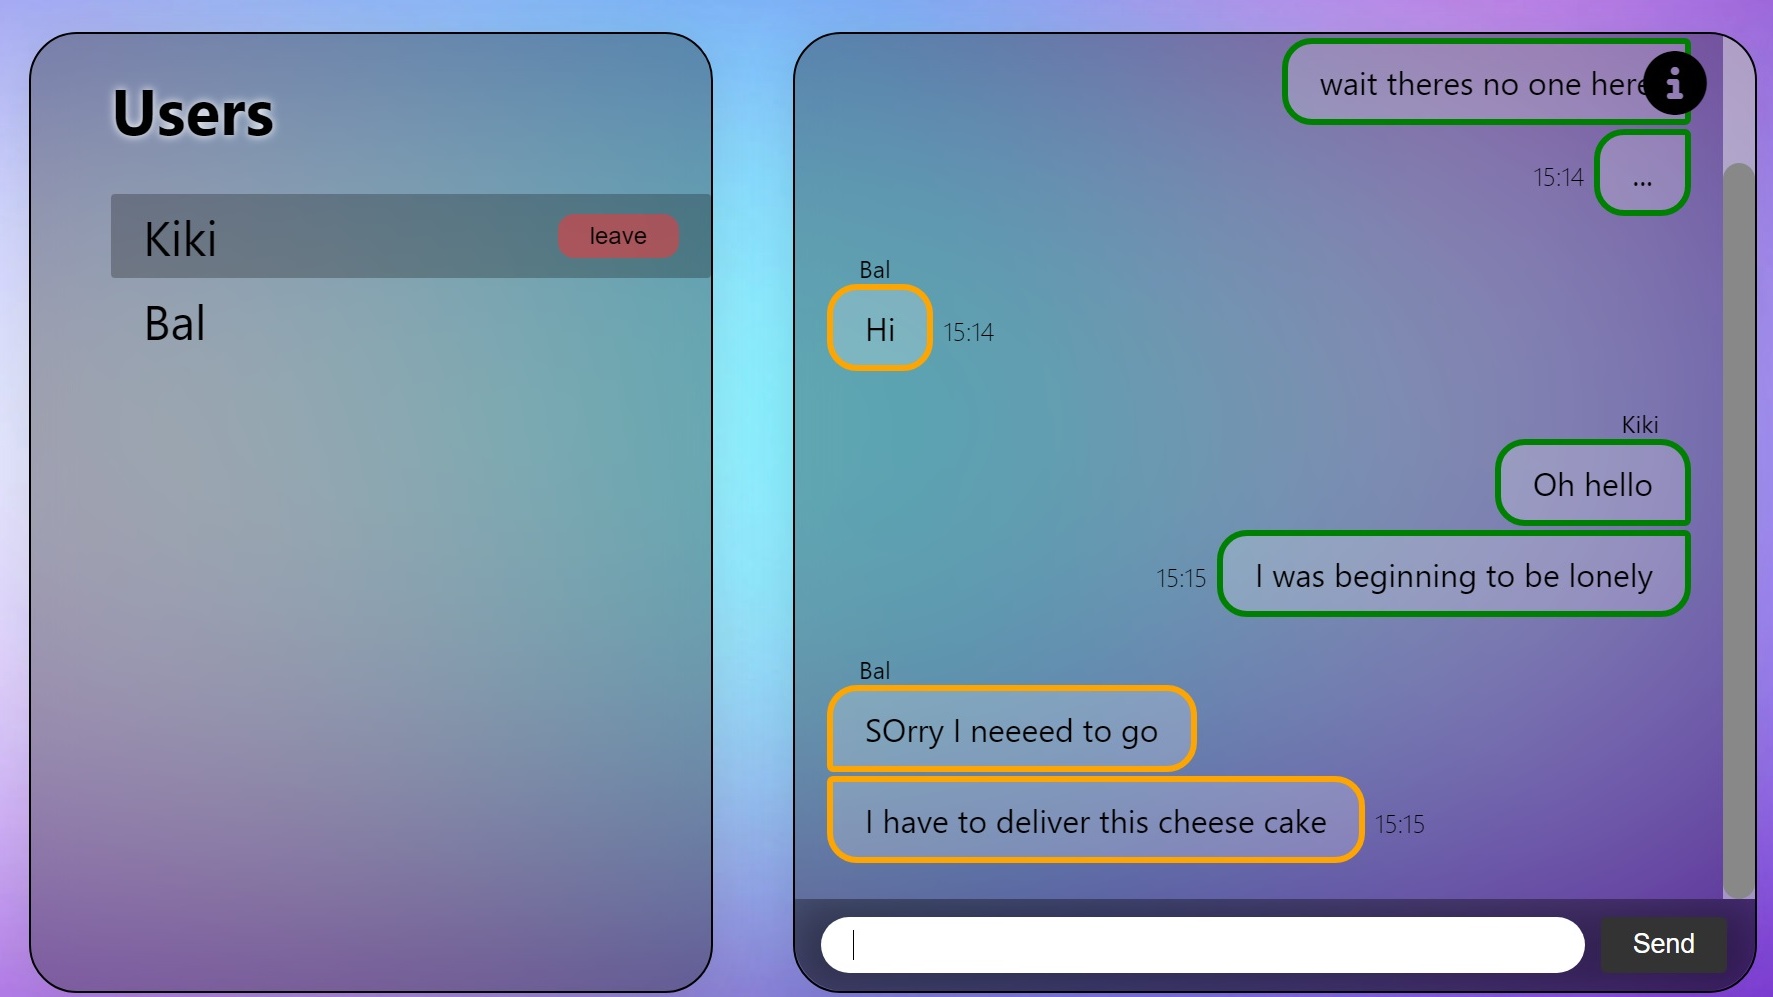 Users
Kiki
leave
Bal
wait theres no one here
...
15:14
Bal
Hi
15:14
Kiki
Oh hello
I was beginning to be lonely
15:15
Bal
SOrry I neeeed to go
I have to deliver this cheese cake
15:15
Send